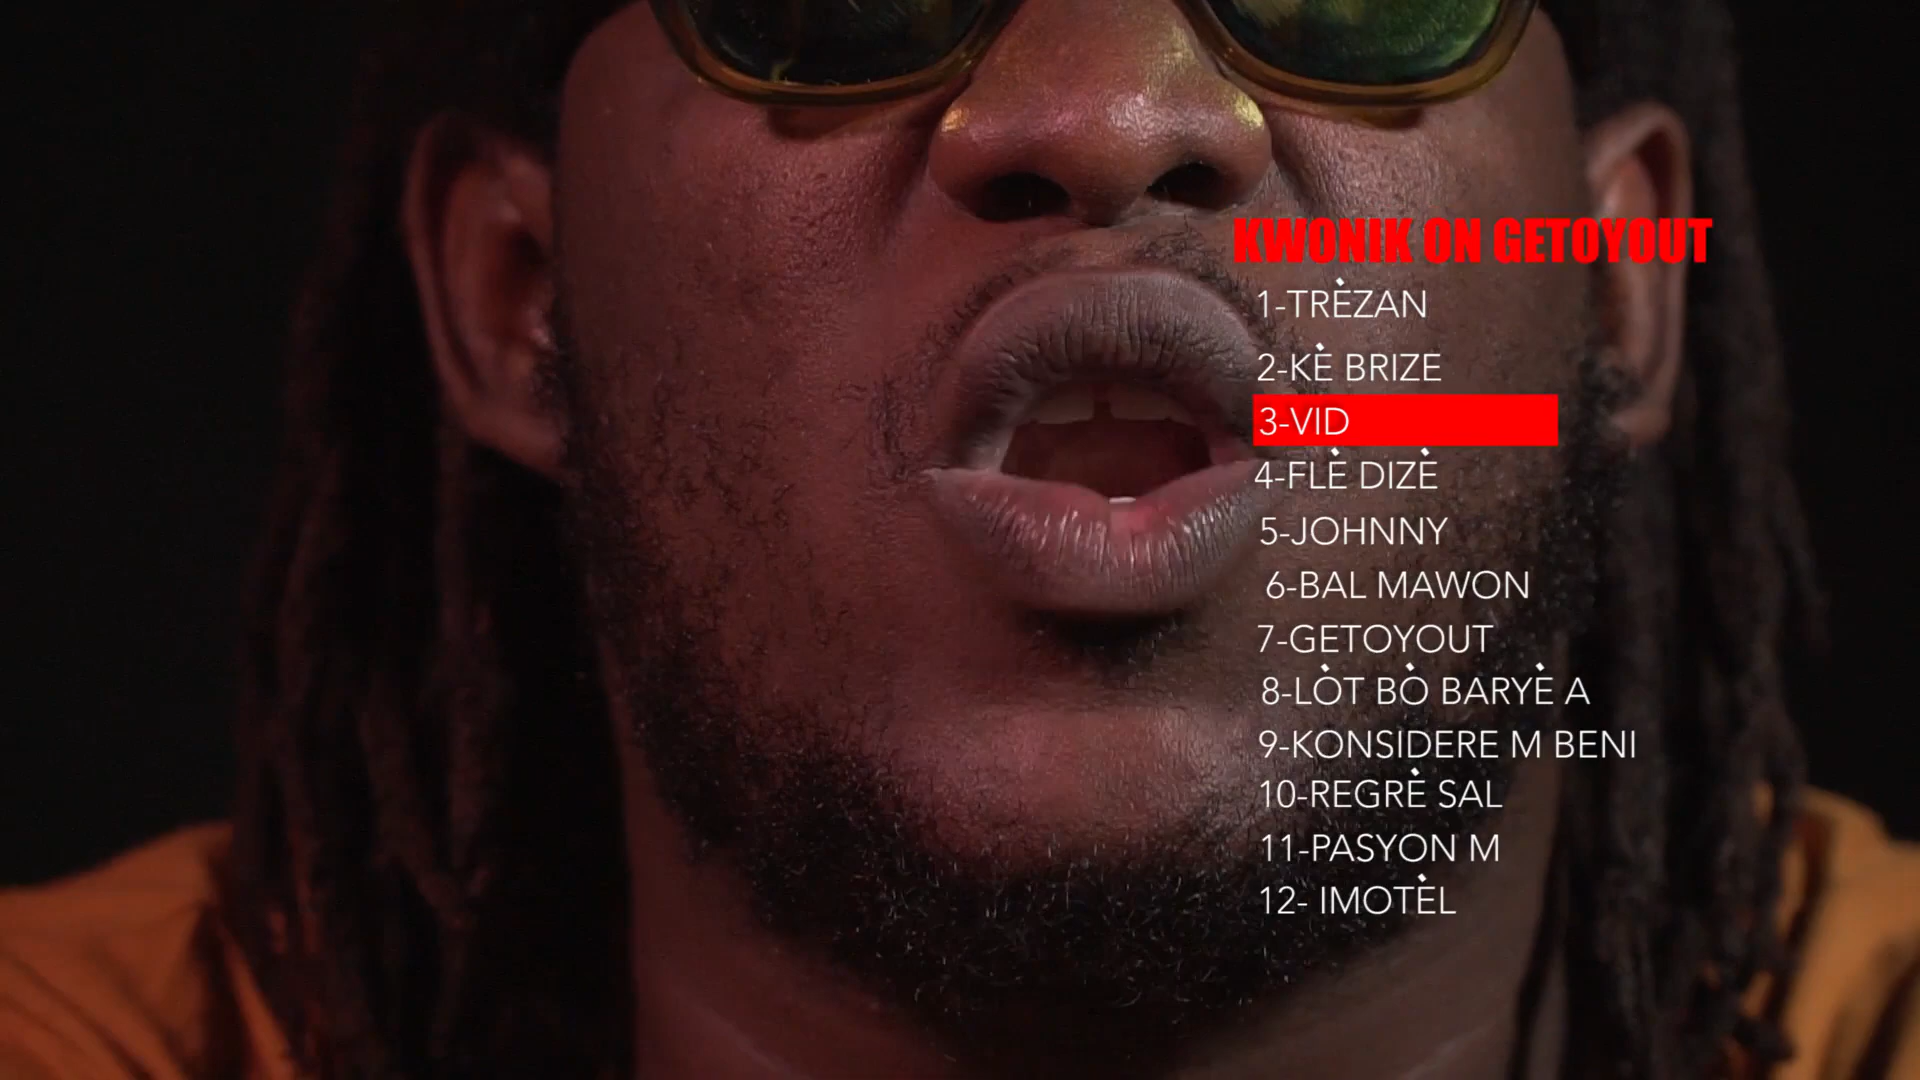 KWONIK ON GETOYOUT
1-TRÈZAN
2-KÈ BRIZE
3-VID
4-FLÈ DIZÈ
5-JOHNNY
6-BAL MAWON
7-GETOYOUT
8-LÒT BÒ BARYÈ A
9-KONSIDERE M BENI
10-REGRÈ SAL
11-PASYON M
12- IMOTÈL